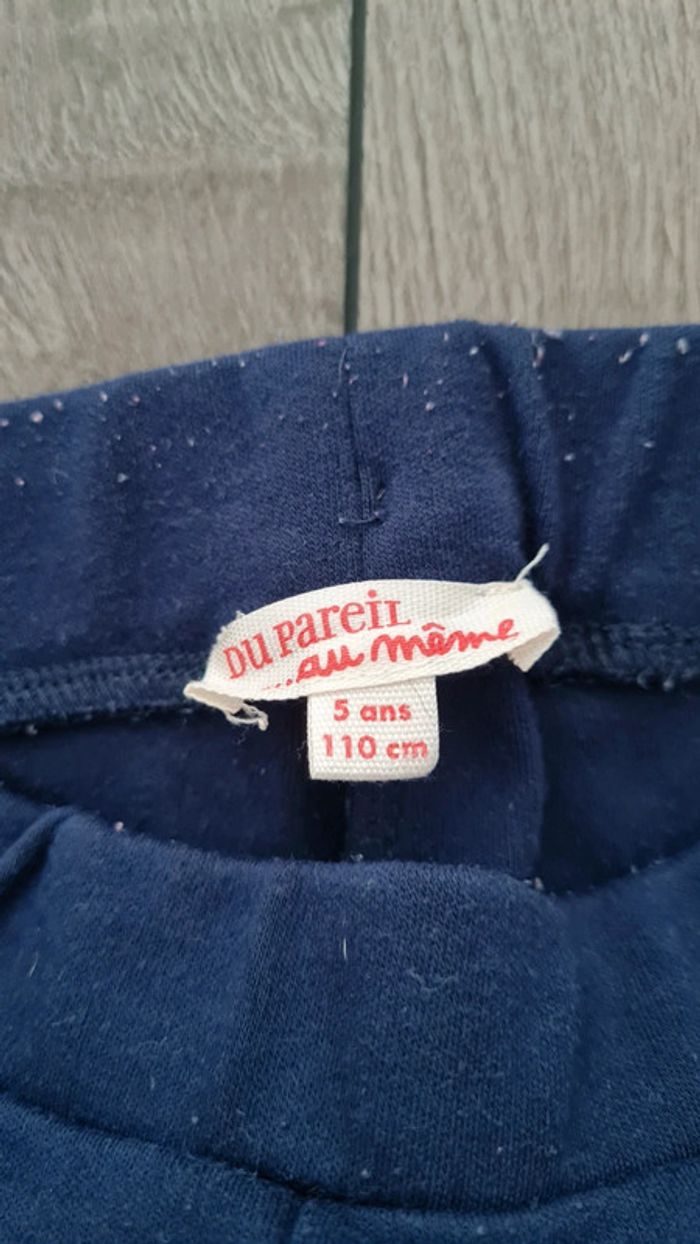 DU PareiL
...au même
5 ans
110 cm